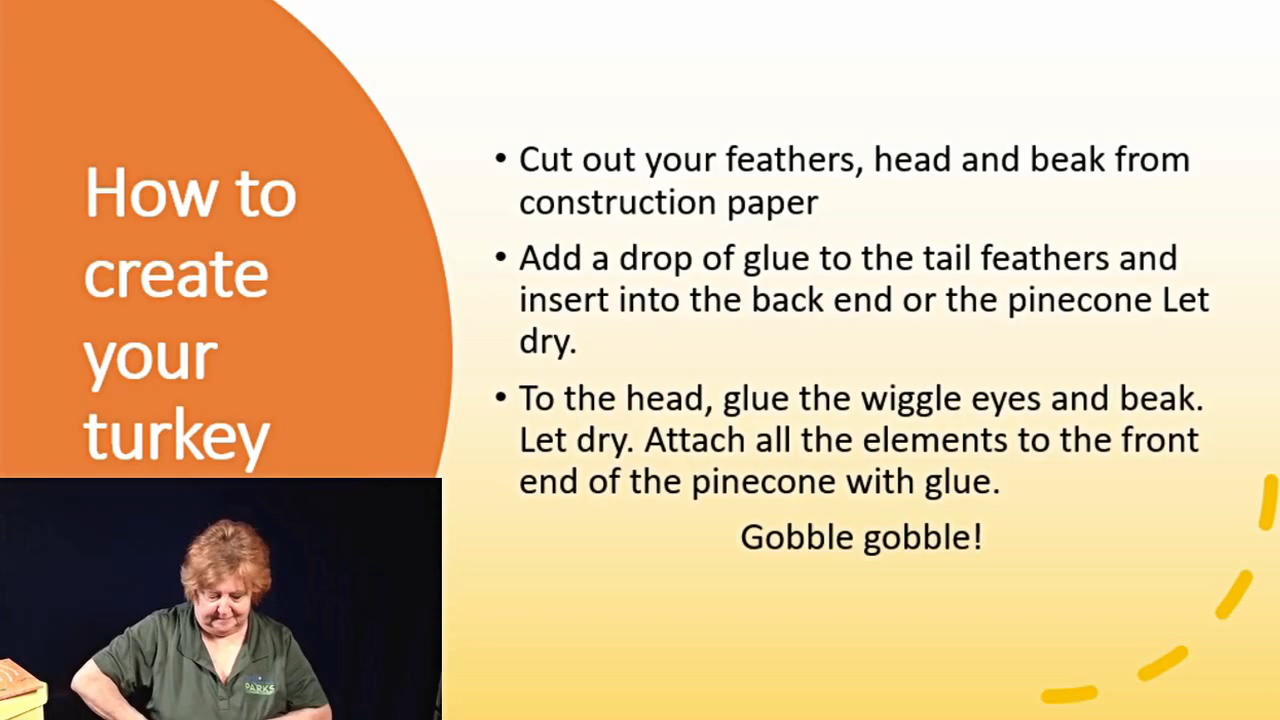 How to
create
your
turkey
• Cut out your feathers, head and beak from
construction paper
• Add a drop of glue to the tail feathers and
insert into the back end or the pinecone Let
dry.
• To the head, glue the wiggle eyes and beak.
Let dry. Attach all the elements to the front
end of the pinecone with glue.
Gobble gobble!
PARKS